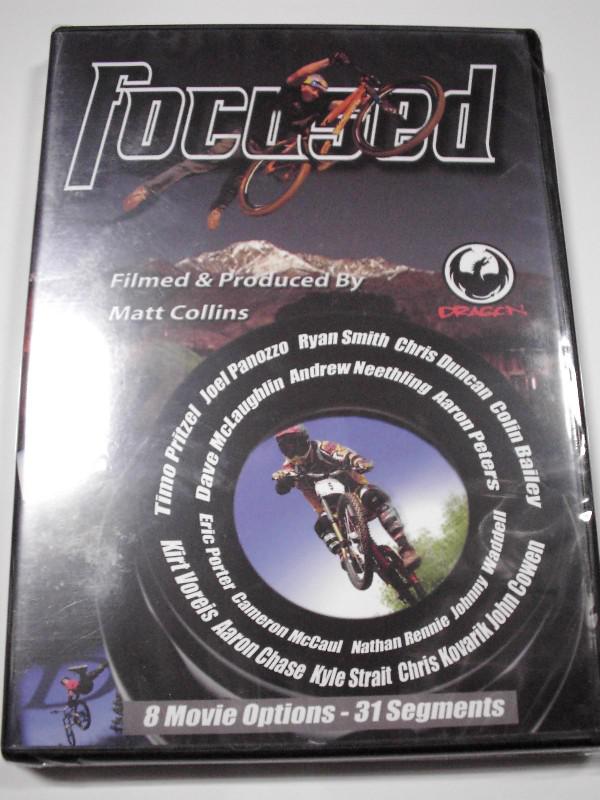 Focused
Filmed & Produced By
Matt Collins
DRAGON
Timo Pritzel Joel Panozzo Ryan Smith Chris Duncan Colin Bailey
Dave McLaughlin Andrew Neethling Aaron Peters
Eric Porter Cameron McCaul Nathan Rennie Johnny Waddell
Kirt Voreis Aaron Chase Kyle Strait Chris Kovarik John Cowen
8 Movie Options - 31 Segments